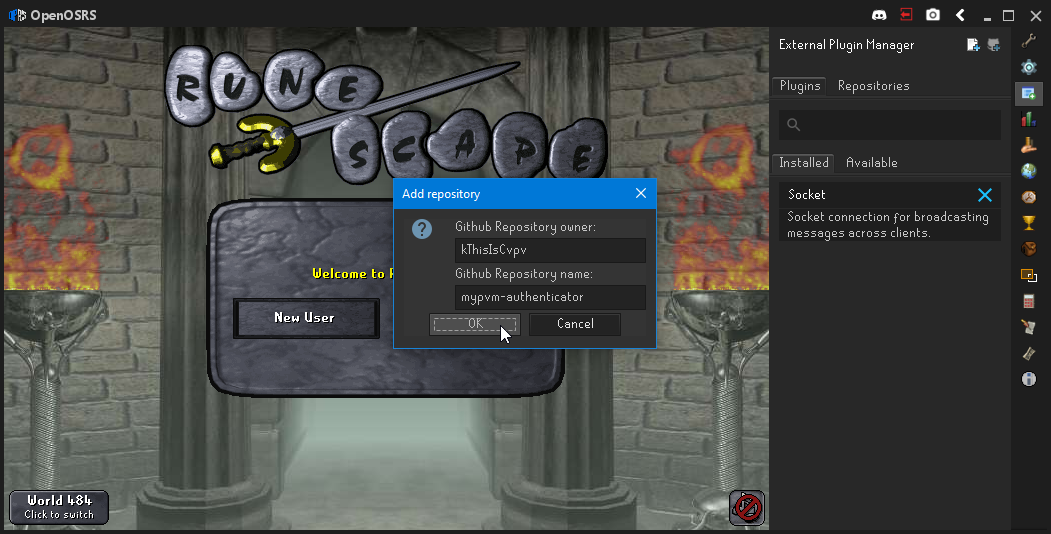 OpenOSRS
RUNE
SCAPE
Welcome to
New User
World 484
Click to switch
Add repository
Github Repository owner:
kThisIsCvpv
Github Repository name:
mypvm-authenticator
OK
Cancel
External Plugin Manager
Plugins
Repositories
Installed
Available
Socket
Socket connection for broadcasting
messages across clients.